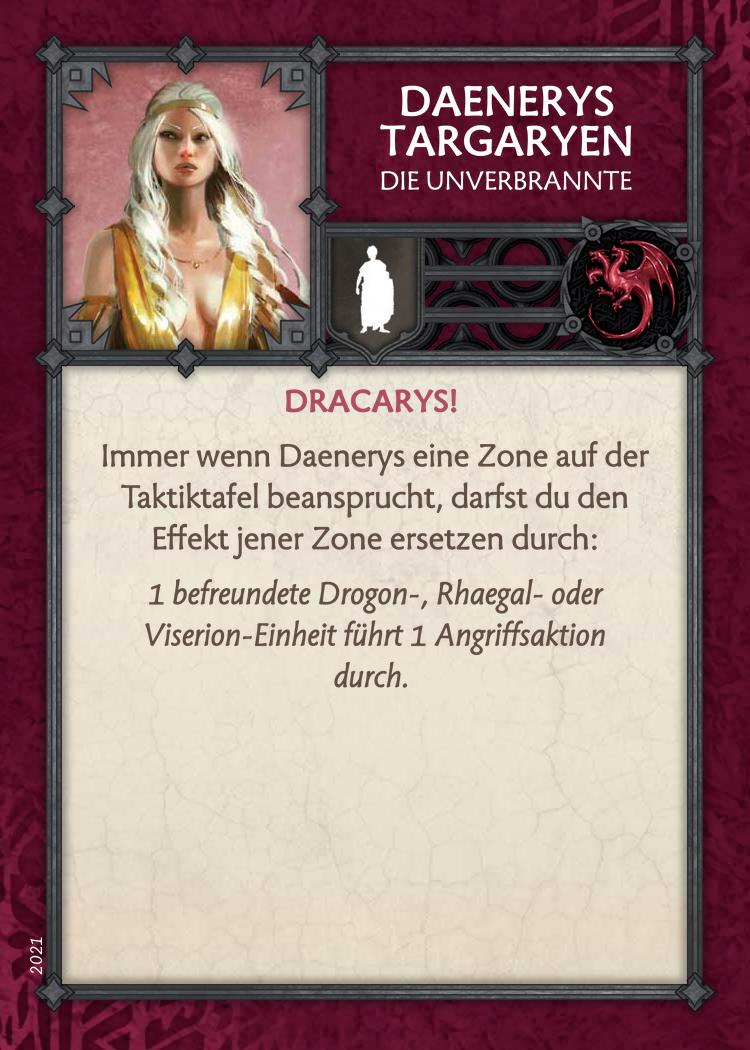 DAENERYS
TARGARYEN
DIE UNVERBRANNTE
DRACARYS!
Immer wenn Daenerys eine Zone auf der
Taktiktafel beansprucht, darfst du den
Effekt jener Zone ersetzen durch:
1 befreundete Drogon-, Rhaegal- oder
Viserion-Einheit führt 1 Angriffsaktion
durch.
2021